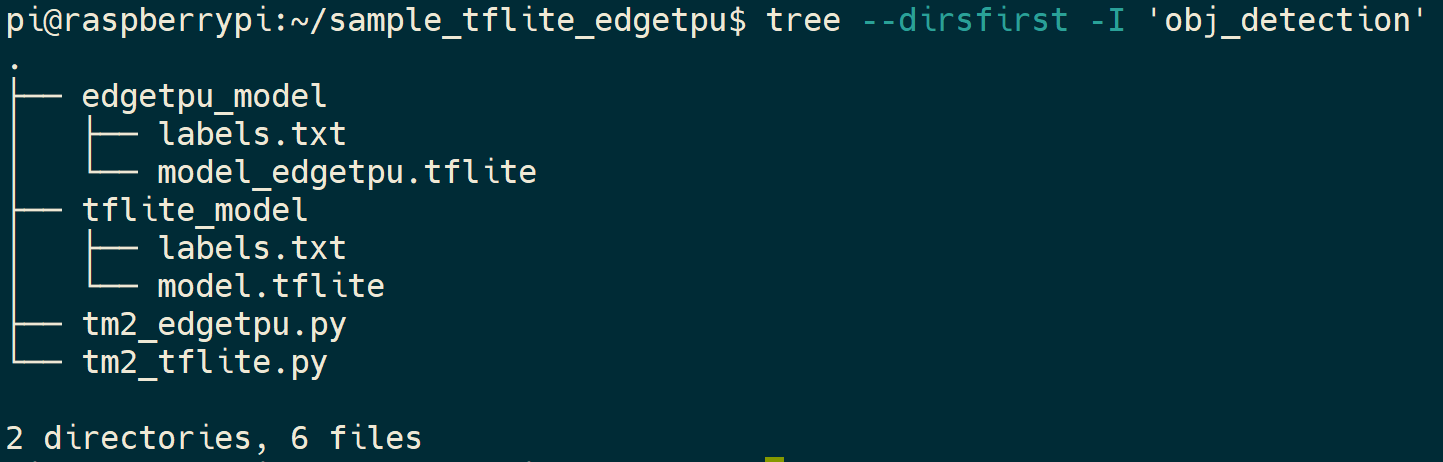 pi@raspberrypi:~/sample_tflite_edgetpu$ tree --dirsfirst -I 'obj_detection'
.
├── edgetpu_model
│   ├── labels.txt
│   └── model_edgetpu.tflite
├── tflite_model
│   ├── labels.txt
│   └── model.tflite
├── tm2_edgetpu.py
└── tm2_tflite.py
2 directories, 6 files